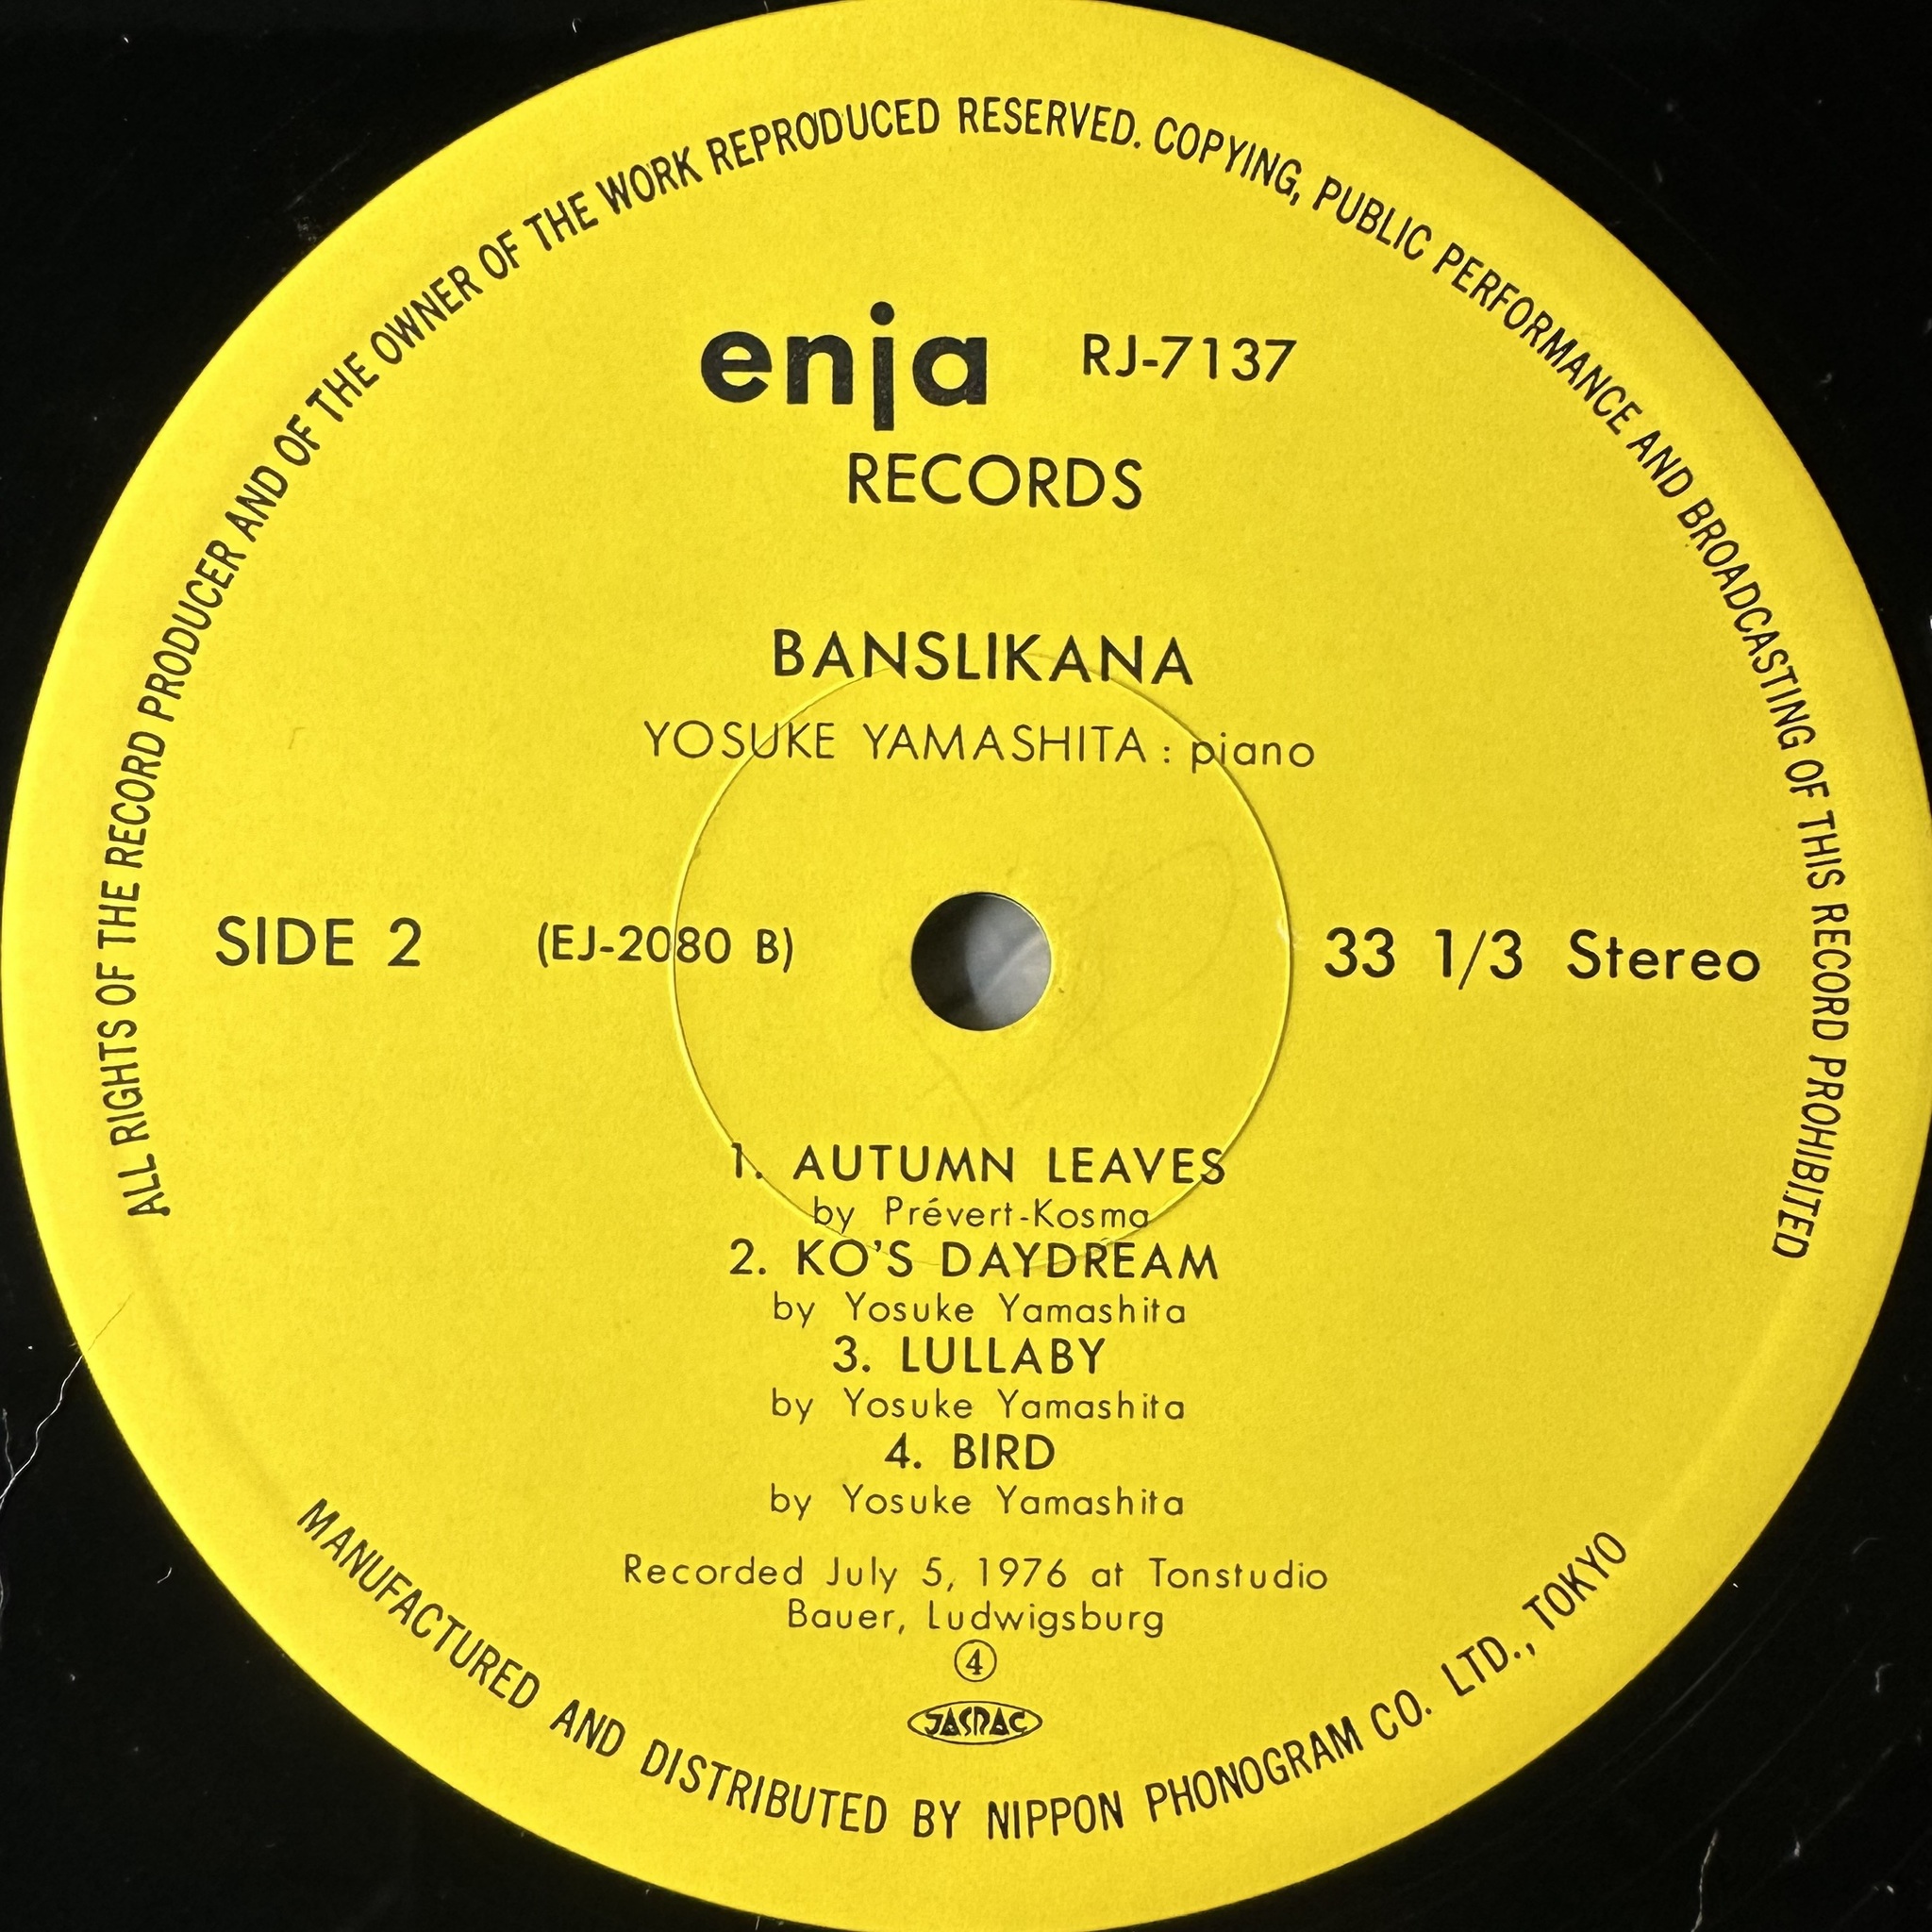 ALL RIGHTS OF THE RECORD PRODUCER AND OF THE OWNER OF THE WORK REPRODUCED RESERVED. COPYING, PUBLIC PERFORMANCE AND BROADCASTING OF THIS RECORD PROHIBITED
enja RJ-7137
RECORDS
BANSLIKANA
YOSUKE YAMASHITA : piano
SIDE 2 (EJ-2080 B) 33 1/3 Stereo
1. AUTUMN LEAVES
by Prévert-Kosma
2. KO'S DAYDREAM
by Yosuke Yamashita
3. LULLABY
by Yosuke Yamashita
4. BIRD
by Yosuke Yamashita
Recorded July 5, 1976 at Tonstudio
Bauer, Ludwigsburg
④
JASRAC
MANUFACTURED AND DISTRIBUTED BY NIPPON PHONOGRAM CO. LTD., TOKYO